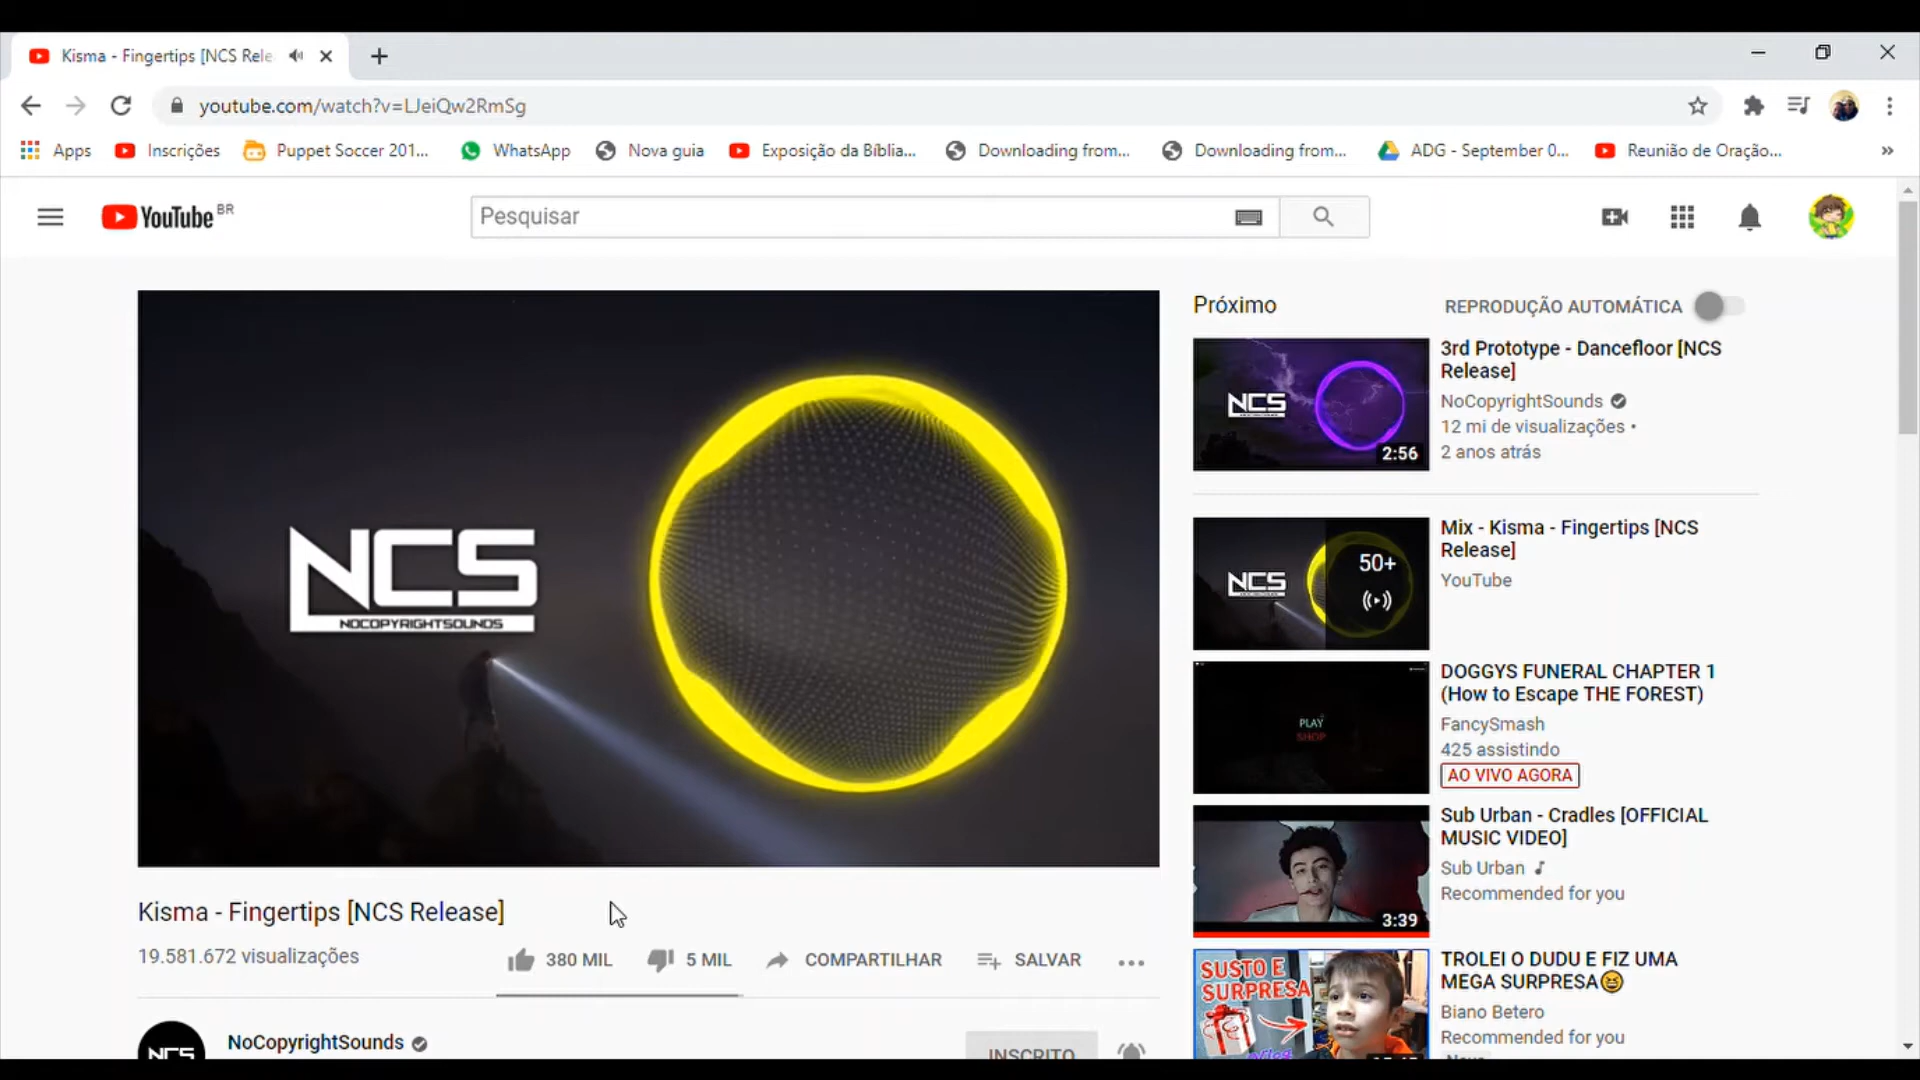 Kisma - Fingertips [NCS Rele
youtube.com/watch?v=LJeiQw2RmSg
Apps
Inscrições
Puppet Soccer 201...
WhatsApp
Nova guia
Exposição da Bíblia...
Downloading from...
Downloading from...
ADG - September 0...
Reunião de Oração...
»
YouTube BR
Pesquisar
NCS
NOCOPYRIGHTSOUNDS
Kisma - Fingertips [NCS Release]
19.581.672 visualizações
380 MIL
5 MIL
COMPARTILHAR
SALVAR
NCS
NoCopyrightSounds
INSCRITO
Próximo
REPRODUÇÃO AUTOMÁTICA
NCS
2:56
3rd Prototype - Dancefloor [NCS
Release]
NoCopyrightSounds
12 mi de visualizações •
2 anos atrás
NCS
50+
Mix - Kisma - Fingertips [NCS
Release]
YouTube
PLAY
SHOP
DOGGYS FUNERAL CHAPTER 1
(How to Escape THE FOREST)
FancySmash
425 assistindo
AO VIVO AGORA
3:39
Sub Urban - Cradles [OFFICIAL
MUSIC VIDEO]
Sub Urban
Recommended for you
SUSTO E
SURPRESA
TROLEI O DUDU E FIZ UMA
MEGA SURPRESA😆
Biano Betero
Recommended for you